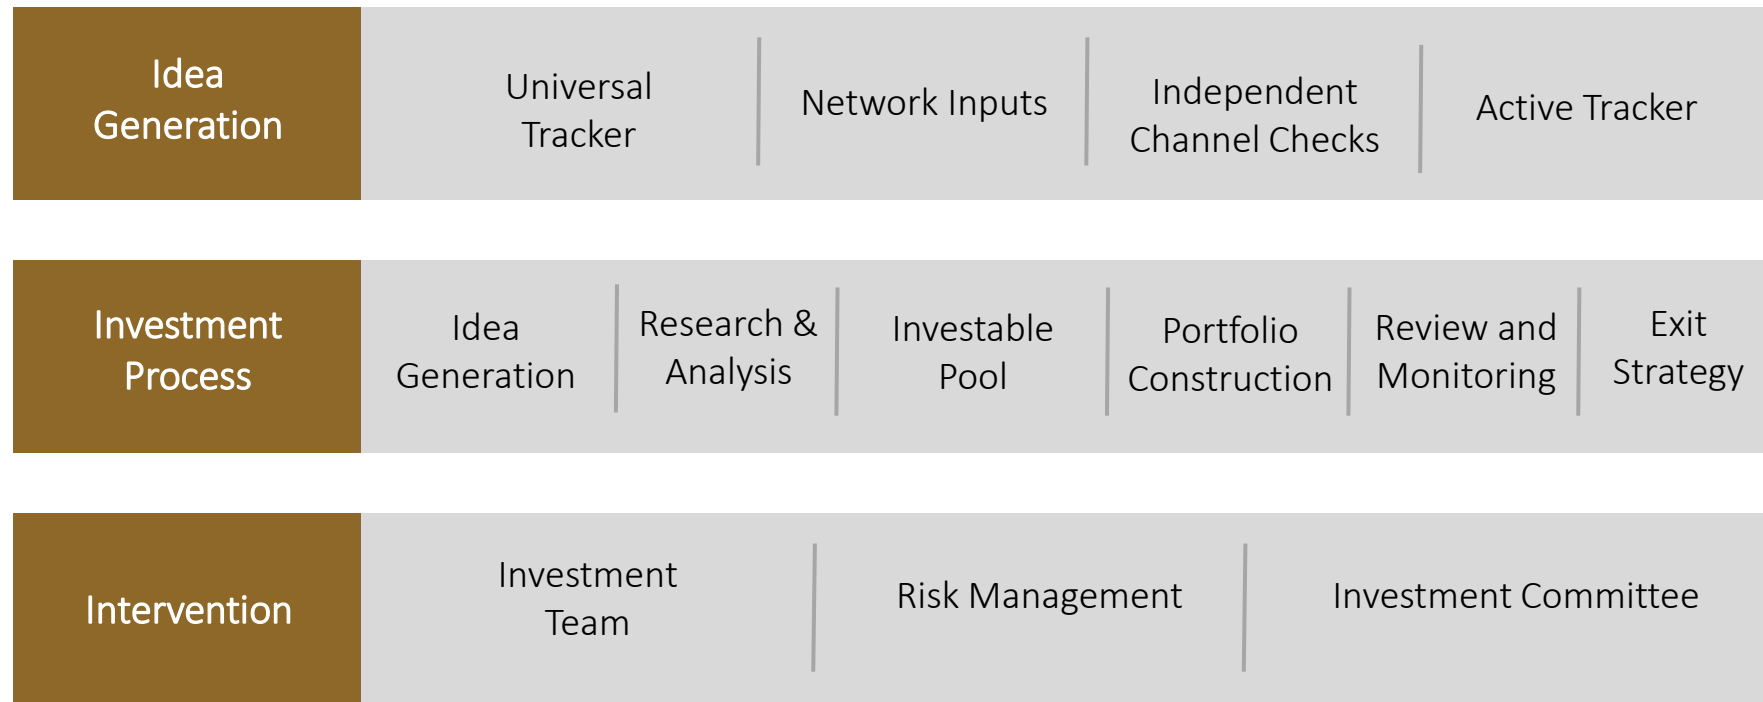 Idea
Generation
Universal
Tracker
Network Inputs
Independent
Channel Checks
Active Tracker
Investment
Process
Idea
Generation
Research &
Analysis
Investable
Pool
Portfolio
Construction
Review and
Monitoring
Exit
Strategy
Intervention
Investment
Team
Risk Management
Investment Committee